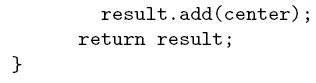 result.add(center);
return result;
}